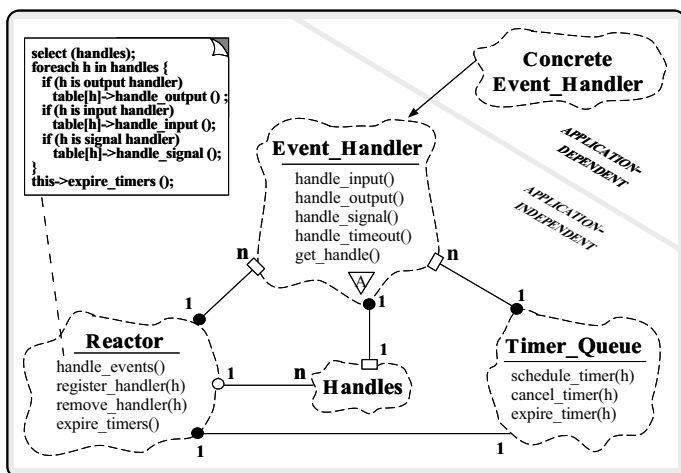 select (handles);
foreach h in handles {
if (h is output handler)
table[h]->handle_output () ;
if (h is input handler)
table[h]->handle_input ();
if (h is signal handler)
table[h]->handle_signal ();
}
this->expire_timers ();
Concrete
Event_Handler
APPLICATION-
DEPENDENT
APPLICATION-
INDEPENDENT
Event_Handler
handle_input()
handle_output()
handle_signal()
handle_timeout()
get_handle()
A
n
n
1
1
1
Reactor
handle_events()
register_handler(h)
remove_handler(h)
expire_timers()
1
n
1
Handles
Timer_Queue
schedule_timer(h)
cancel_timer(h)
expire_timer(h)
1
1